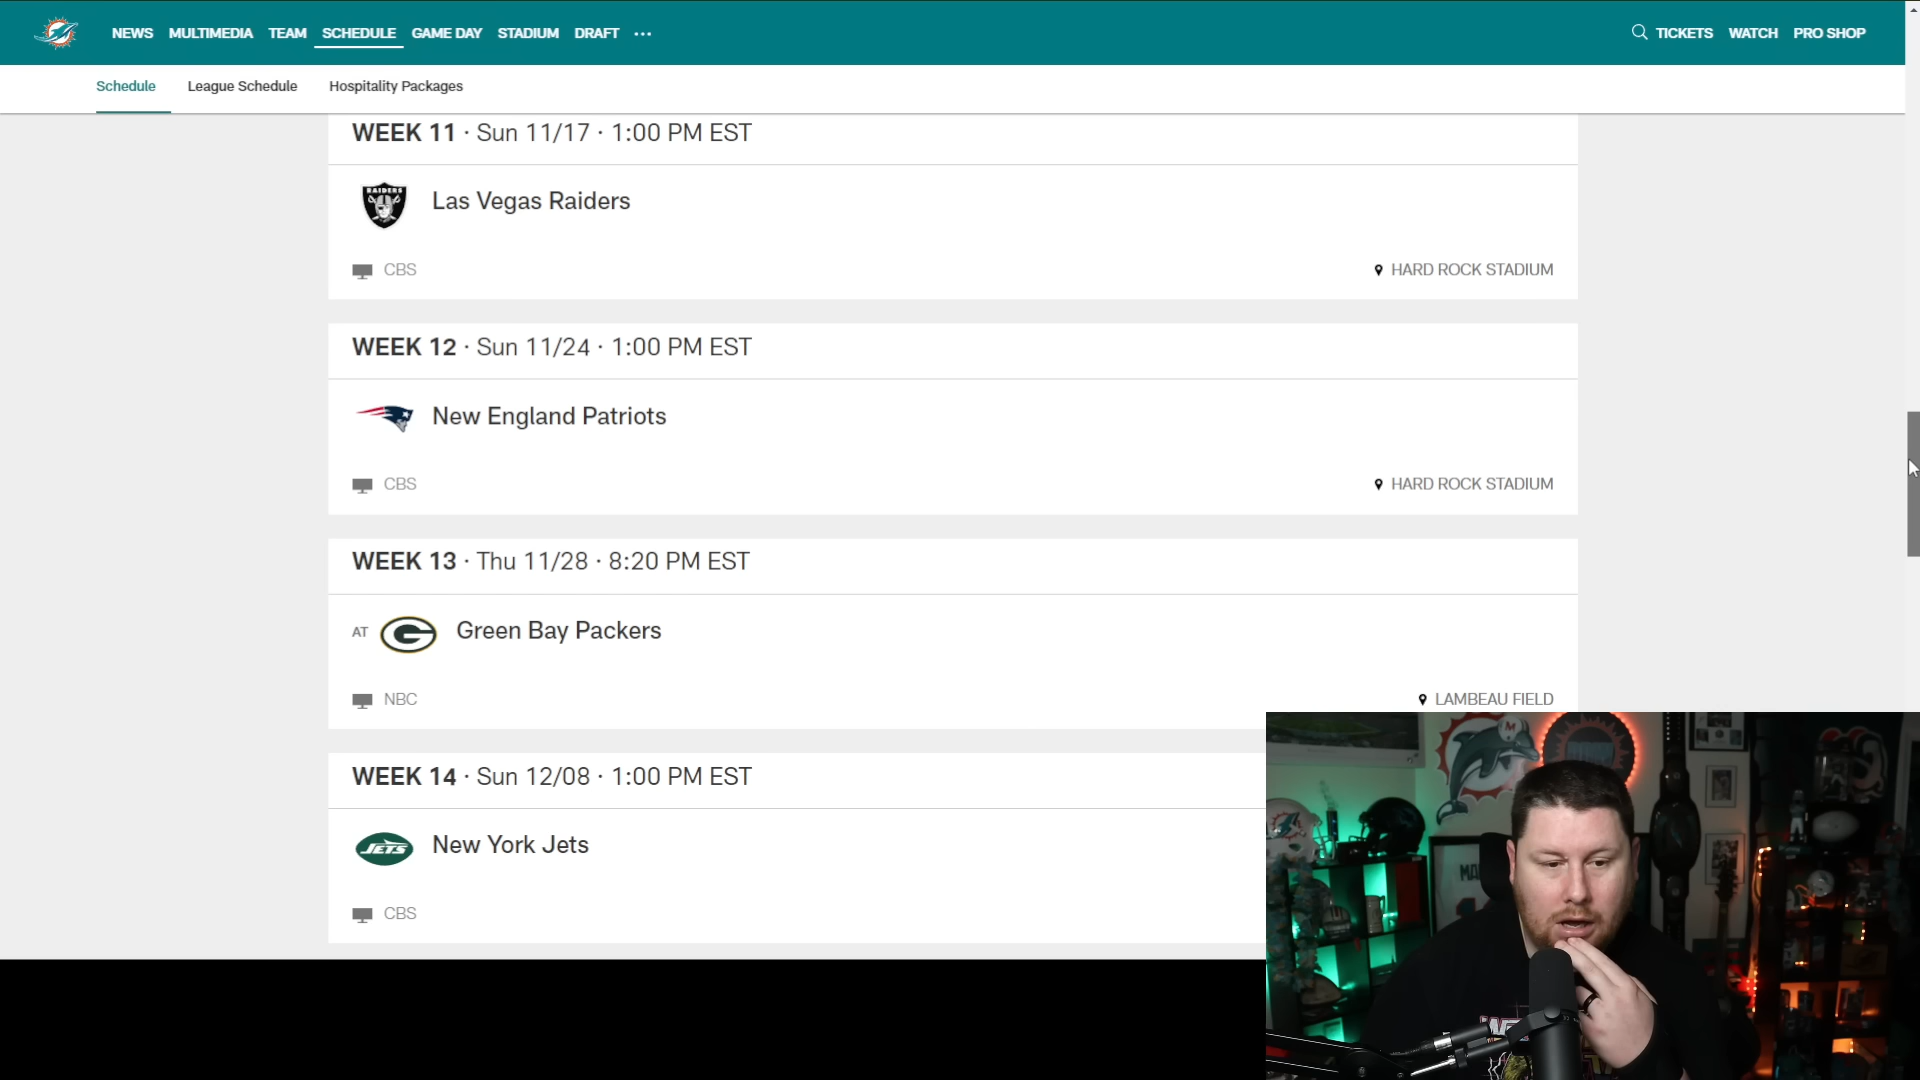 NEWS MULTIMEDIA TEAM SCHEDULE GAME DAY STADIUM DRAFT ••• TICKETS WATCH PRO SHOP
Schedule League Schedule Hospitality Packages
WEEK 11 · Sun 11/17 · 1:00 PM EST
RAIDERS
Las Vegas Raiders
CBS HARD ROCK STADIUM
WEEK 12 · Sun 11/24 · 1:00 PM EST
New England Patriots
CBS HARD ROCK STADIUM
WEEK 13 · Thu 11/28 · 8:20 PM EST
AT G Green Bay Packers
NBC LAMBEAU FIELD
WEEK 14 · Sun 12/08 · 1:00 PM EST
JETS New York Jets
CBS
M